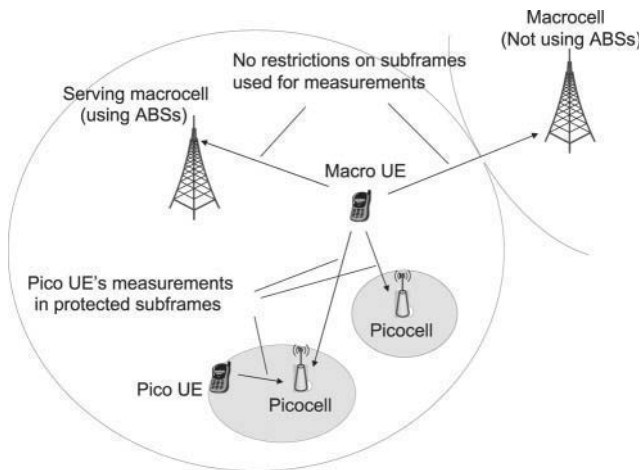 Macrocell
(Not using ABSs)
No restrictions on subframes
used for measurements
Serving macrocell
(using ABSs)
Macro UE
Pico UE's measurements
in protected subframes
Picocell
Pico UE
Picocell